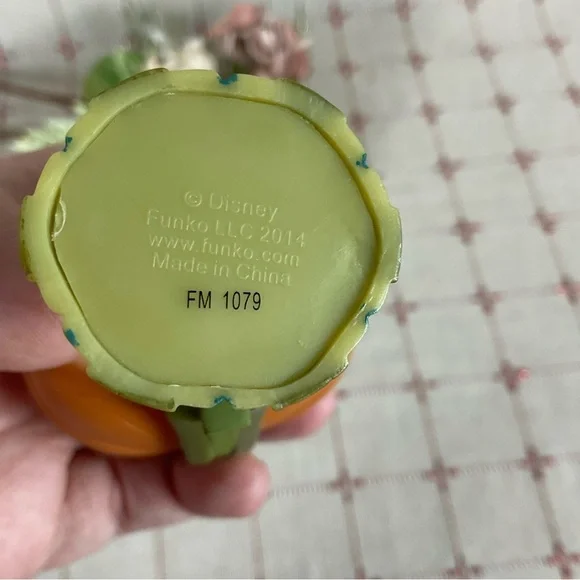 © Disney
Funko LLC 2014
www.funko.com
Made in China
FM 1079